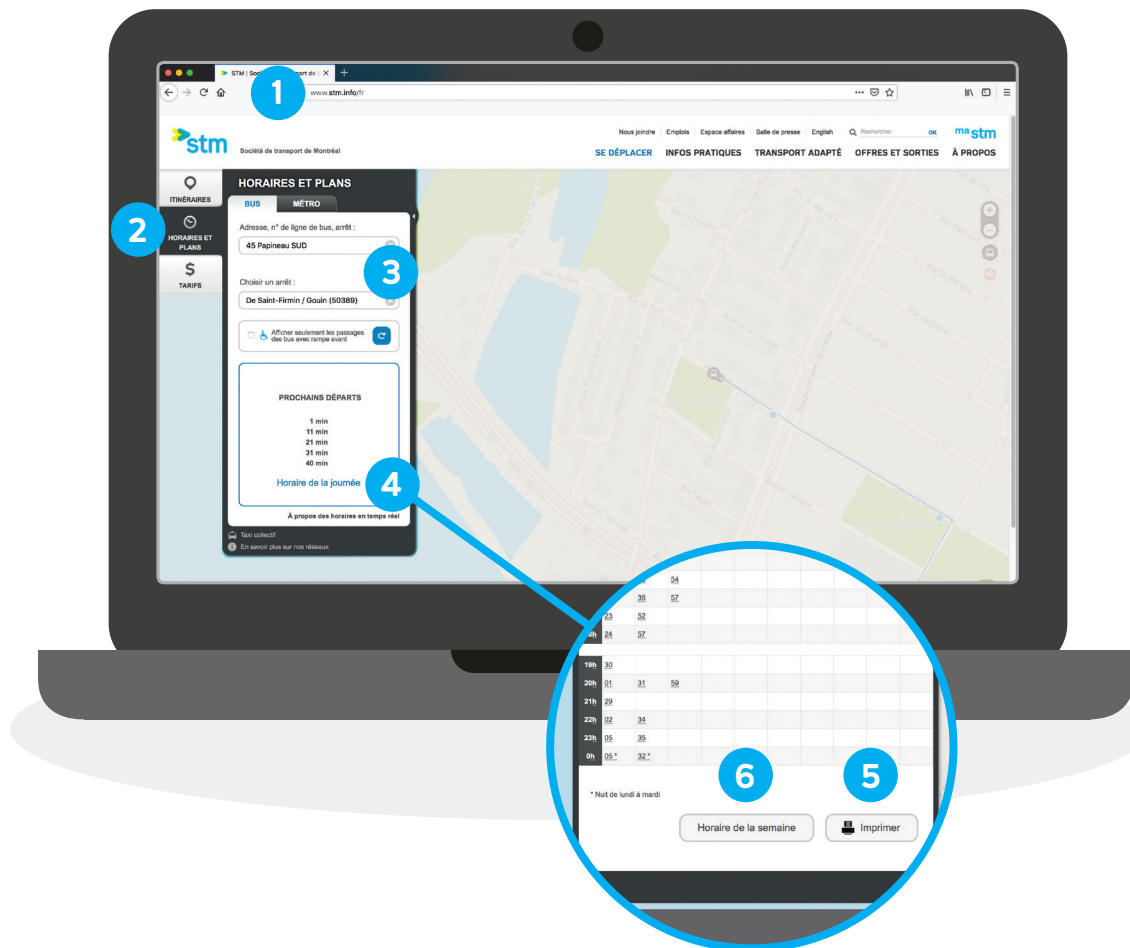 STM | Soc
ort de
1
www.stm.info/fr
stm
Société de transport de Montréal
Nous joindre
Emplois
Espace affaires
Salle de presse
English
Rechercher
OK
ma stm
SE DÉPLACER
INFOS PRATIQUES
TRANSPORT ADAPTÉ
OFFRES ET SORTIES
À PROPOS
ITINÉRAIRES
2
HORAIRES ET
PLANS
$
TARIFS
HORAIRES ET PLANS
BUS
MÉTRO
Adresse, n° de ligne de bus, arrêt :
45 Papineau SUD
3
Choisir un arrêt :
De Saint-Firmin / Gouin (50389)
Afficher seulement les passages
des bus avec rampe avant
PROCHAINS DÉPARTS
1 min
11 min
21 min
31 min
40 min
Horaire de la journée
4
À propos des horaires en temps réel
Taxi collectif
En savoir plus sur nos réseaux
54
36 57
23 52
h 24 57
19h 30
20h 01 31 59
21h 29
22h 02 34
23h 05 35
0h 05 * 32 *
6
5
* Nuit de lundi à mardi
Horaire de la semaine
Imprimer